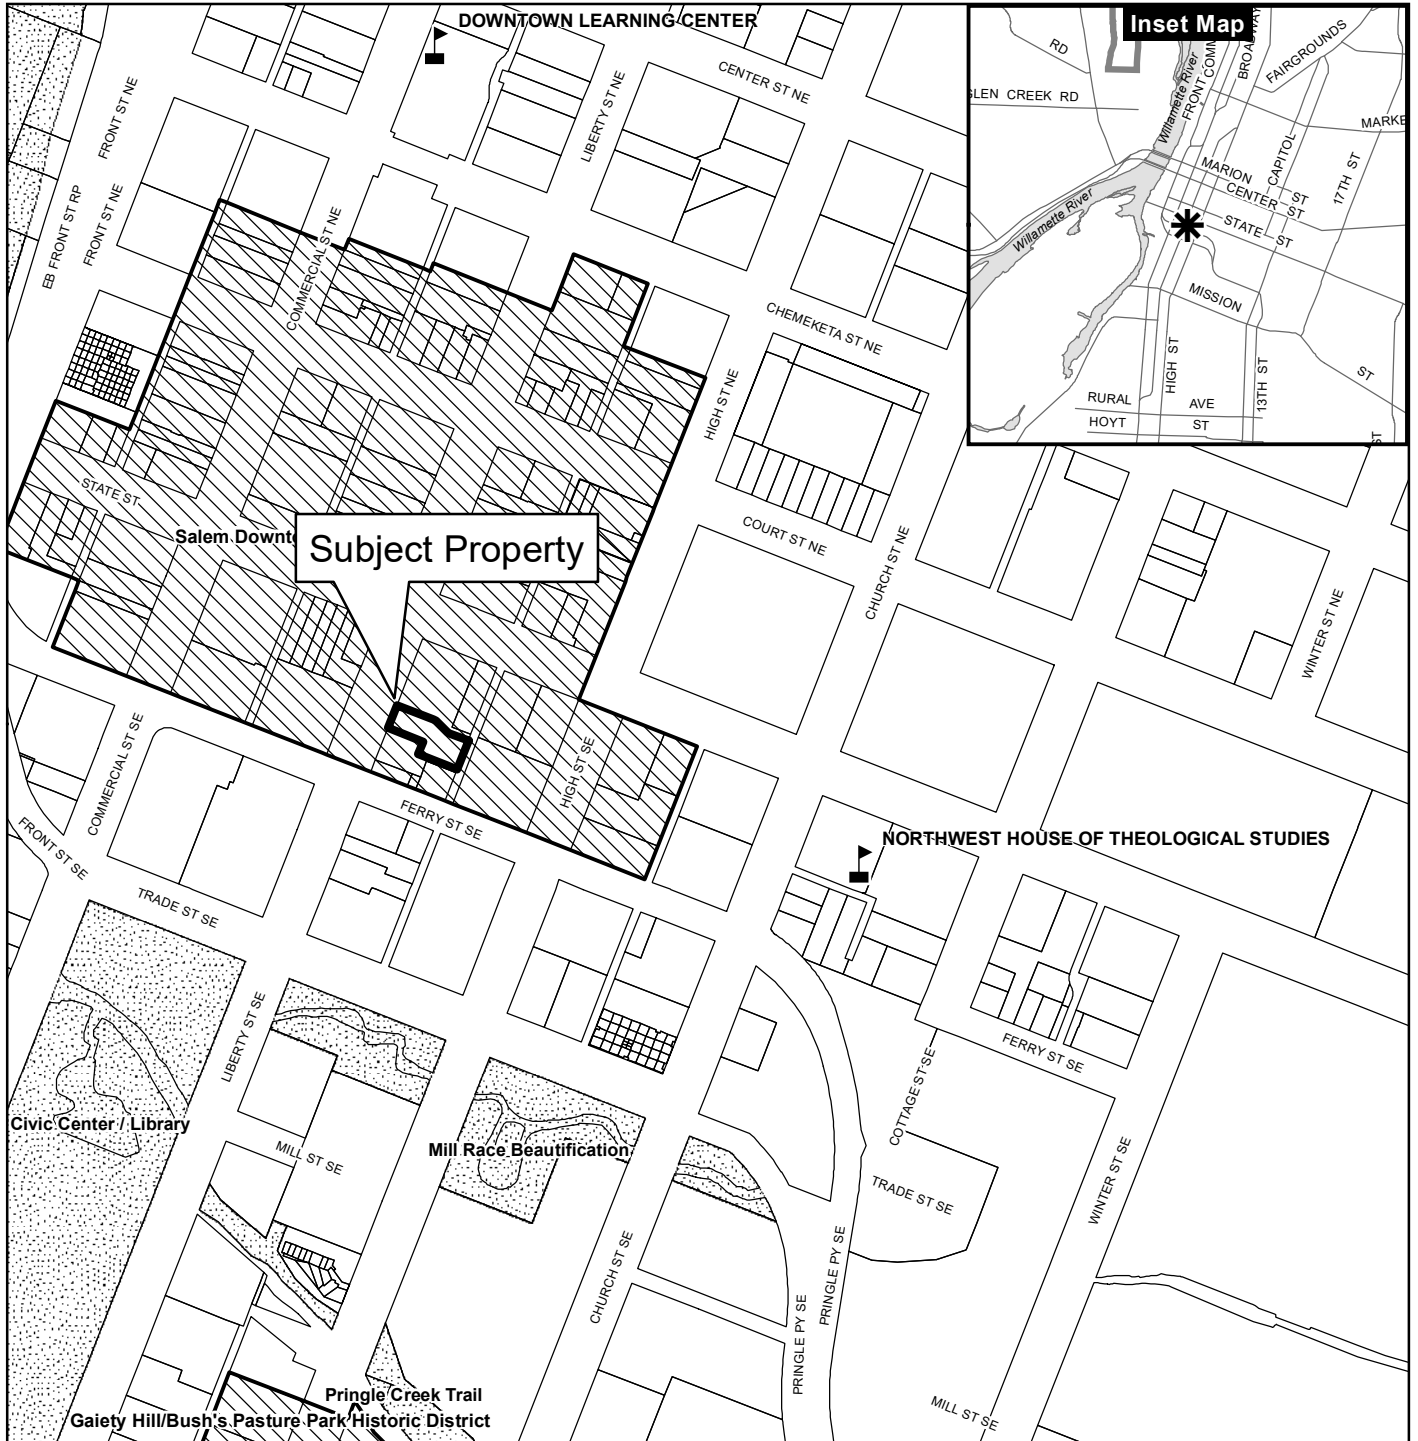 DOWNTOWN LEARNING CENTER
Inset Map
RD
FRONT
COMM
BROADWAY
FAIRGROUNDS
GLEN CREEK RD
Willamette River
MARKE
CAPITOL
17TH ST
MARION ST
CENTER ST
STATE ST
Willamette River
MISSION
ST
HIGH ST
13TH ST
RURAL AVE
HOYT ST
ST
CENTER ST NE
LIBERTY ST NE
FRONT ST NE
FRONT ST NE
EB FRONT ST RP
COMMERCIAL ST NE
CHEMEKETA ST NE
HIGH ST NE
STATE ST
COURT ST NE
CHURCH ST NE
WINTER ST NE
Salem Downt
Subject Property
COMMERCIAL ST SE
HIGH ST SE
FERRY ST SE
FRONT ST SE
NORTHWEST HOUSE OF THEOLOGICAL STUDIES
TRADE ST SE
LIBERTY ST SE
FERRY ST SE
COTTAGE ST SE
Civic Center / Library
MILL ST SE
Mill Race Beautification
TRADE ST SE
WINTER ST SE
CHURCH ST SE
PRINGLE PY SE
PRINGLE PY SE
Pringle Creek Trail
Gaiety Hill/Bush's Pasture Park Historic District
MILL ST SE